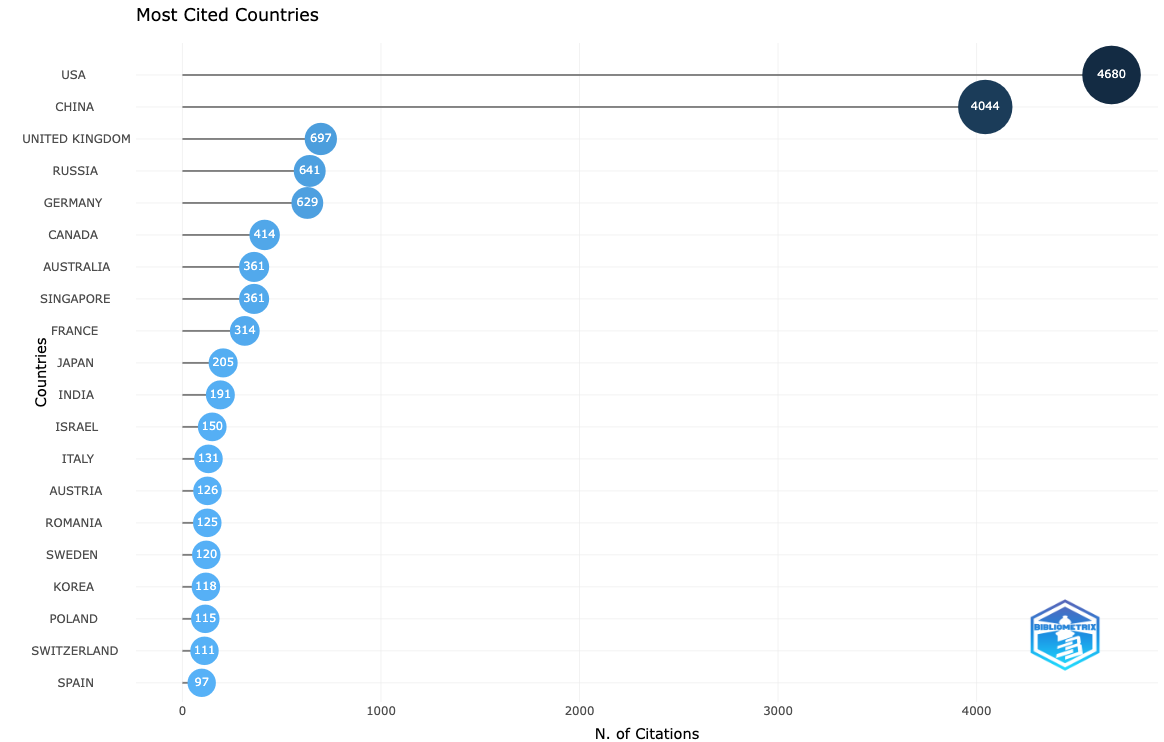 Most Cited Countries
USA 4680
CHINA 4044
UNITED KINGDOM 697
RUSSIA 641
GERMANY 629
CANADA 414
AUSTRALIA 361
SINGAPORE 361
FRANCE 314
Countries
JAPAN 205
INDIA 191
ISRAEL 150
ITALY 131
AUSTRIA 126
ROMANIA 125
SWEDEN 120
KOREA 118
POLAND 115
BIBLIOMETRIX
SWITZERLAND 111
SPAIN 97
0 1000 2000 3000 4000
N. of Citations